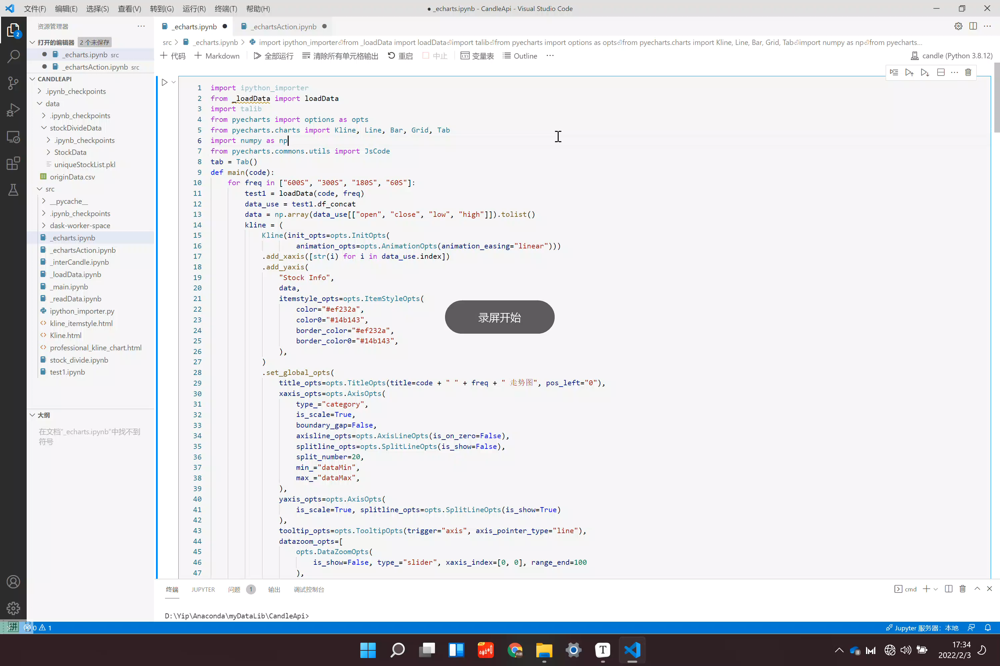 文件(F) 编辑(E) 选择(S) 查看(V) 转到(G) 运行(R) 终端(T) 帮助(H)
● _echarts.ipynb - CandleApi - Visual Studio Code
资源管理器
打开的编辑器 2 个未保存
_echarts.ipynb src
_echartsAction.ipynb src
CANDLEAPI
.ipynb_checkpoints
data
.ipynb_checkpoints
stockDivideData
.ipynb_checkpoints
StockData
uniqueStockList.pkl
originData.csv
src
__pycache__
.ipynb_checkpoints
dask-worker-space
_echarts.ipynb
_echartsAction.ipynb
_interCandle.ipynb
_loadData.ipynb
_main.ipynb
_readData.ipynb
ipython_importer.py
kline_itemstyle.html
Kline.html
professional_kline_chart.html
stock_divide.ipynb
test1.ipynb
大纲
在文档“_echarts.ipynb”中找不到
符号
2
_echarts.ipynb ● _echartsAction.ipynb ●
src > _echarts.ipynb > import ipython_importer⏎from _loadData import loadData⏎import talib⏎from pyecharts import options as opts⏎from pyecharts.charts import Kline, Line, Bar, Grid, Tab⏎import numpy as np⏎from pyecharts...
代码 Markdown 全部运行 清除所有单元格输出 重启 中止 变量表 Outline ...
candle (Python 3.8.12)
1 import ipython_importer
2 from _loadData import loadData
3 import talib
4 from pyecharts import options as opts
5 from pyecharts.charts import Kline, Line, Bar, Grid, Tab
6 import numpy as np
7 from pyecharts.commons.utils import JsCode
8 tab = Tab()
9 def main(code):
10 for freq in ["600S", "300S", "180S", "60S"]:
11 test1 = loadData(code, freq)
12 data_use = test1.df_concat
13 data = np.array(data_use[["open", "close", "low", "high"]]).tolist()
14 kline = (
15 Kline(init_opts=opts.InitOpts(
16 animation_opts=opts.AnimationOpts(animation_easing="linear")))
17 .add_xaxis([str(i) for i in data_use.index])
18 .add_yaxis(
19 "Stock Info",
20 data,
21 itemstyle_opts=opts.ItemStyleOpts(
22 color="#ef232a",
23 color0="#14b143",
24 border_color="#ef232a",
25 border_color0="#14b143",
26 ),
27 )
28 .set_global_opts(
29 title_opts=opts.TitleOpts(title=code + " " + freq + " 走势图", pos_left="0"),
30 xaxis_opts=opts.AxisOpts(
31 type_="category",
32 is_scale=True,
33 boundary_gap=False,
34 axisline_opts=opts.AxisLineOpts(is_on_zero=False),
35 splitline_opts=opts.SplitLineOpts(is_show=False),
36 split_number=20,
37 min_="dataMin",
38 max_="dataMax",
39 ),
40 yaxis_opts=opts.AxisOpts(
41 is_scale=True, splitline_opts=opts.SplitLineOpts(is_show=True)
42 ),
43 tooltip_opts=opts.TooltipOpts(trigger="axis", axis_pointer_type="line"),
44 datazoom_opts=[
45 opts.DataZoomOpts(
46 is_show=False, type_="slider", xaxis_index=[0, 0], range_end=100
47 ),
录屏开始
终端 JUPYTER 问题 1 输出 调试控制台
cmd
D:\Yip\Anaconda\myDataLib\CandleApi>
拼 0 1
Jupyter 服务器: 本地
17:34
2022/2/3